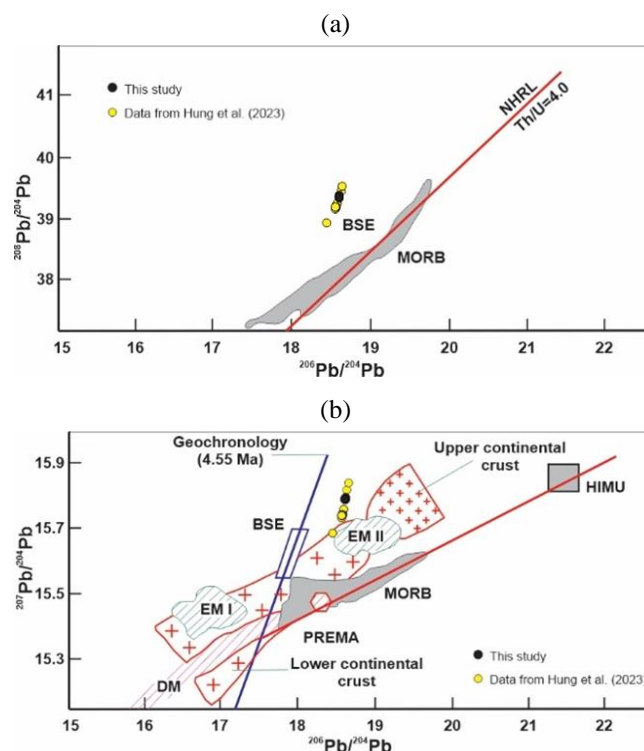 (a)
41
40
39
38
²⁰⁸Pb/²⁰⁴Pb
This study
Data from Hung et al. (2023)
NHRL
Th/U=4.0
BSE
MORB
15 16 17 18 19 20 21 22
²⁰⁶Pb/²⁰⁴Pb
(b)
15.9
15.7
15.5
15.3
²⁰⁷Pb/²⁰⁴Pb
Geochronology
(4.55 Ma)
Upper continental
crust
HIMU
BSE
EM II
EM I
MORB
PREMA
Lower continental
crust
DM
This study
Data from Hung et al. (2023)
15 16 17 18 19 20 21 22
²⁰⁶Pb/²⁰⁴Pb